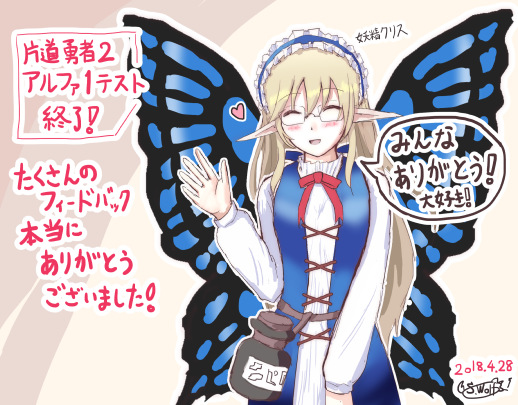 片道勇者2
アルファ1テスト
終了!
たくさんの
フィードバック
本当に
ありがとう
ございました!
妖精クリス
みんな
ありがとう!
大好き!
2018.4.28